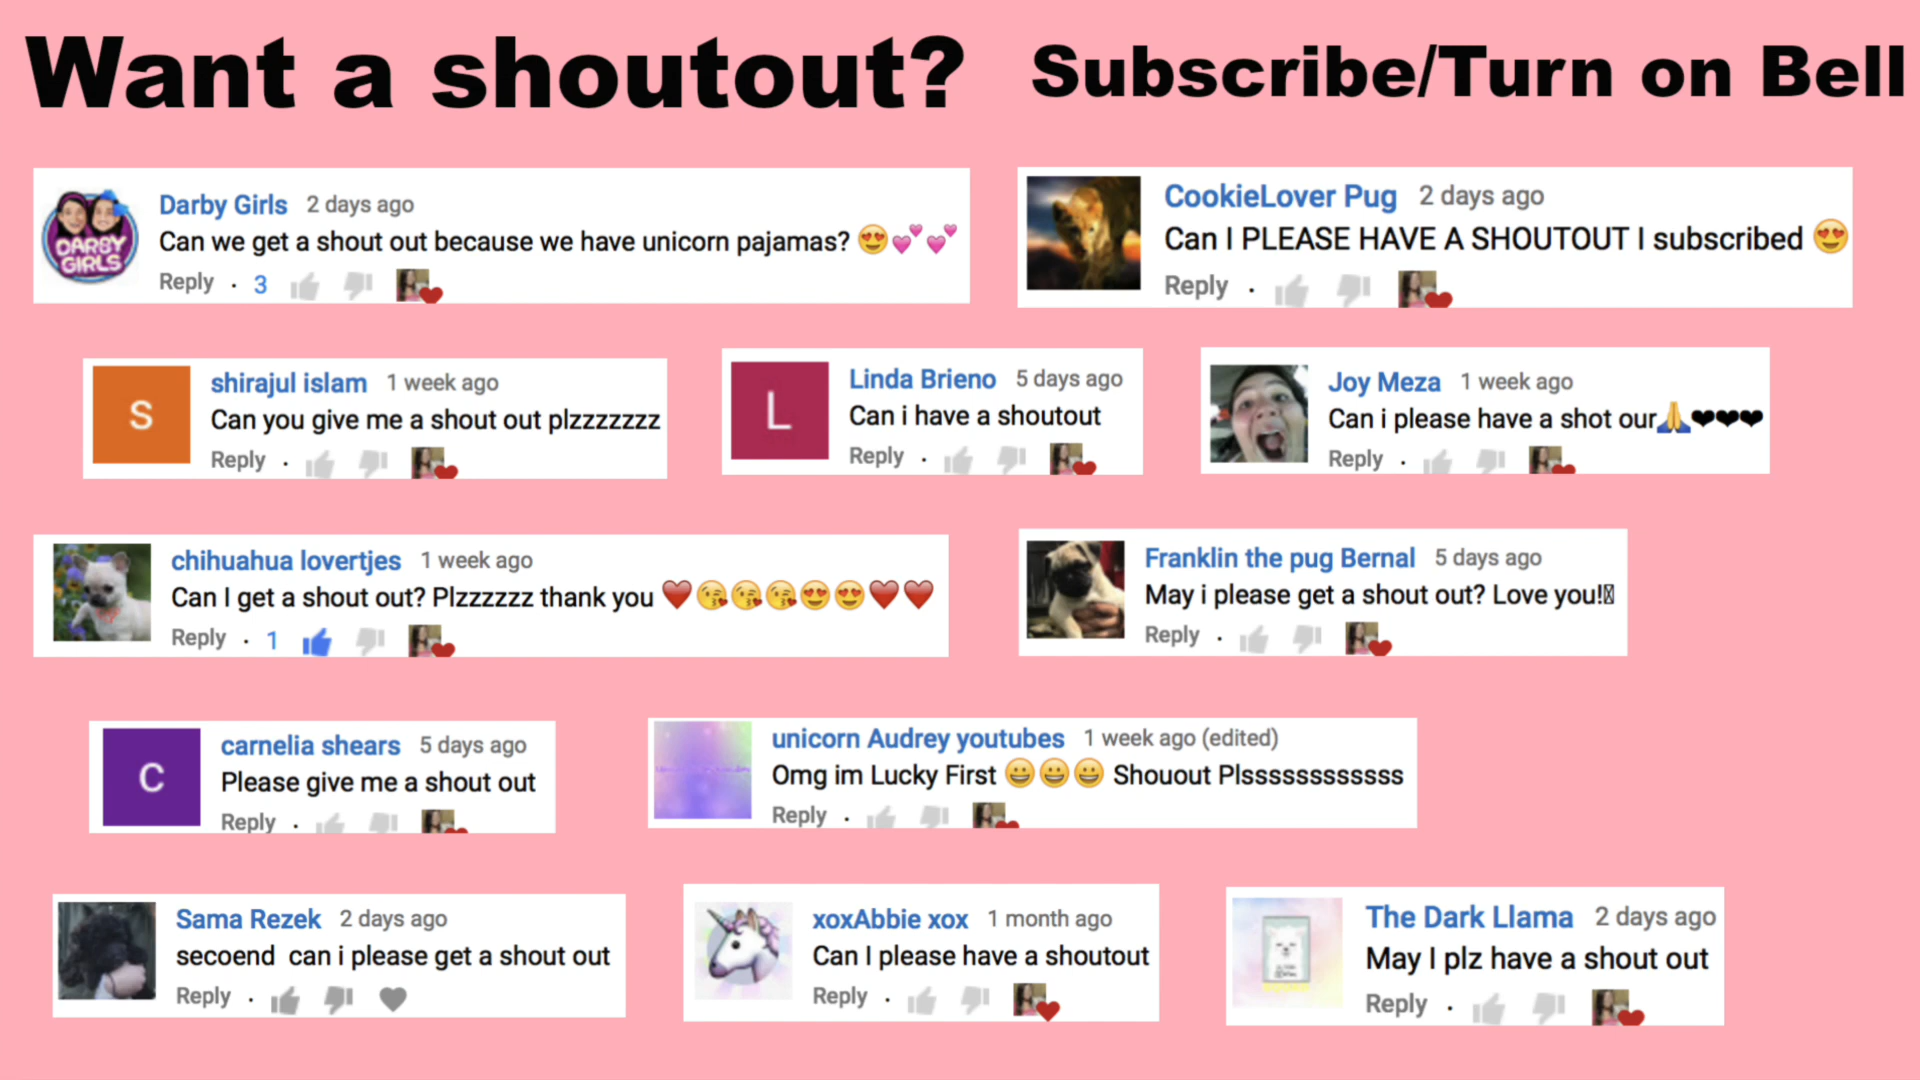 Want a shoutout? Subscribe/Turn on Bell
DARBY
GIRLS
Darby Girls 2 days ago
Can we get a shout out because we have unicorn pajamas? 😍💕💕
Reply · 3
CookieLover Pug 2 days ago
Can I PLEASE HAVE A SHOUTOUT I subscribed 😍
Reply ·
S
shirajul islam 1 week ago
Can you give me a shout out plzzzzzzz
Reply ·
L
Linda Brieno 5 days ago
Can i have a shoutout
Reply ·
Joy Meza 1 week ago
Can i please have a shot our🙏❤❤❤
Reply ·
chihuahua lovertjes 1 week ago
Can I get a shout out? Plzzzzzz thank you ❤️😘😘😘😍😍❤️❤️
Reply · 1
Franklin the pug Bernal 5 days ago
May i please get a shout out? Love you!
Reply ·
C
carnelia shears 5 days ago
Please give me a shout out
Reply ·
unicorn Audrey youtubes 1 week ago (edited)
Omg im Lucky First 😀😀😀 Shouout Plssssssssssss
Reply ·
Sama Rezek 2 days ago
secoend can i please get a shout out
Reply ·
xoxAbbie xox 1 month ago
Can I please have a shoutout
Reply ·
The Dark Llama 2 days ago
May I plz have a shout out
Reply ·